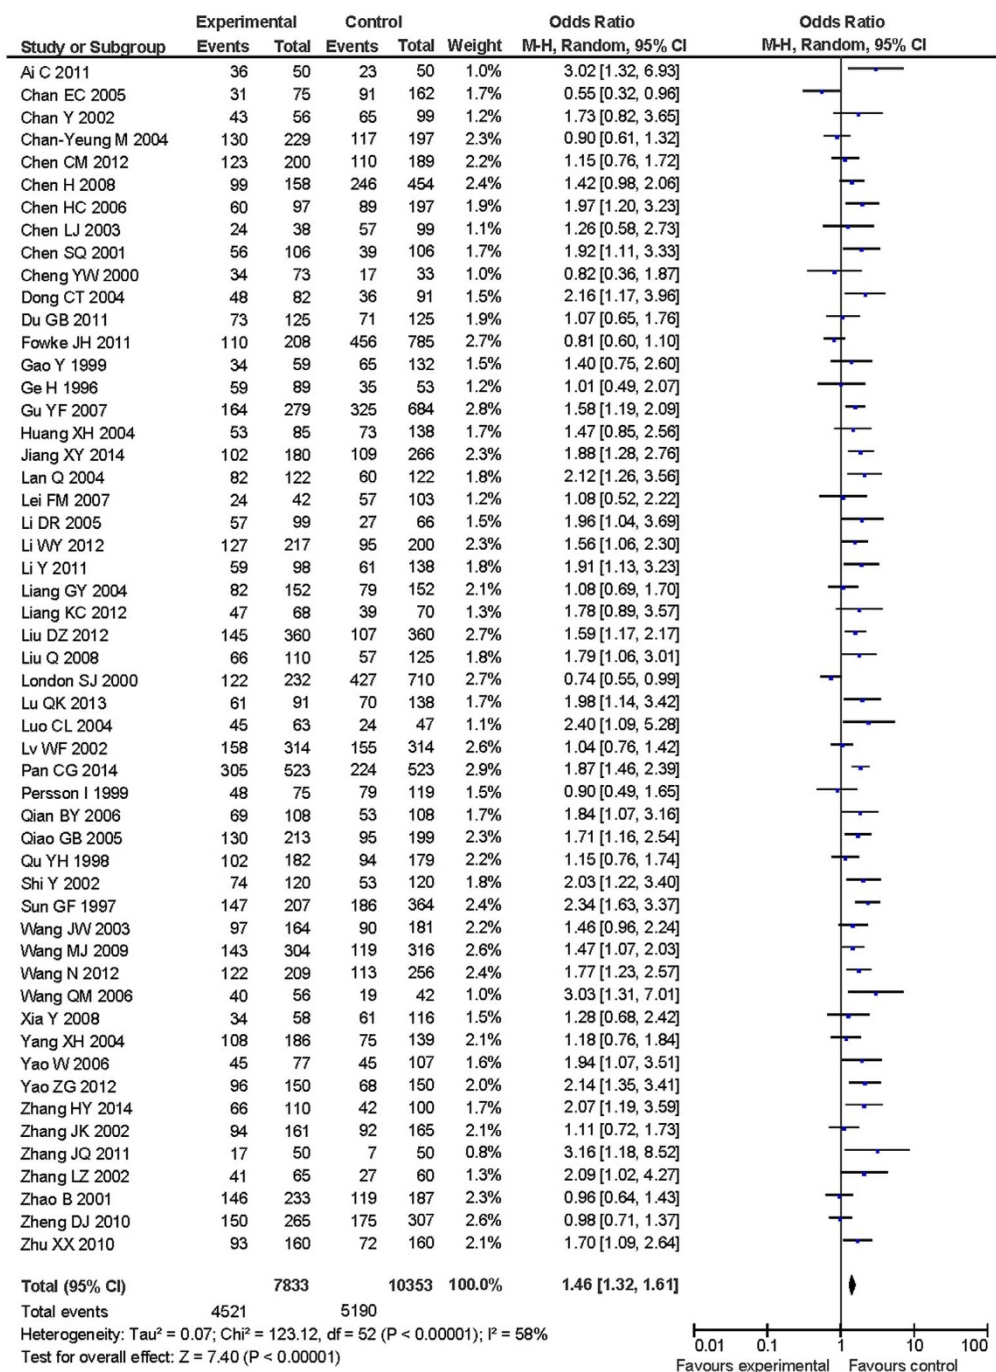 Experimental Control Odds Ratio Odds Ratio
Study or Subgroup Events Total Events Total Weight M-H, Random, 95% CI M-H, Random, 95% CI
Ai C 2011 36 50 23 50 1.0% 3.02 [1.32, 6.93]
Chan EC 2005 31 75 91 162 1.7% 0.55 [0.32, 0.96]
Chan Y 2002 43 56 65 99 1.2% 1.73 [0.82, 3.65]
Chan-Yeung M 2004 130 229 117 197 2.3% 0.90 [0.61, 1.32]
Chen CM 2012 123 200 110 189 2.2% 1.15 [0.76, 1.72]
Chen H 2008 99 158 246 454 2.4% 1.42 [0.98, 2.06]
Chen HC 2006 60 97 89 197 1.9% 1.97 [1.20, 3.23]
Chen LJ 2003 24 38 57 99 1.1% 1.26 [0.58, 2.73]
Chen SQ 2001 56 106 39 106 1.7% 1.92 [1.11, 3.33]
Cheng YW 2000 34 73 17 33 1.0% 0.82 [0.36, 1.87]
Dong CT 2004 48 82 36 91 1.5% 2.16 [1.17, 3.96]
Du GB 2011 73 125 71 125 1.9% 1.07 [0.65, 1.76]
Fowke JH 2011 110 208 456 785 2.7% 0.81 [0.60, 1.10]
Gao Y 1999 34 59 65 132 1.5% 1.40 [0.75, 2.60]
Ge H 1996 59 89 35 53 1.2% 1.01 [0.49, 2.07]
Gu YF 2007 164 279 325 684 2.8% 1.58 [1.19, 2.09]
Huang XH 2004 53 85 73 138 1.7% 1.47 [0.85, 2.56]
Jiang XY 2014 102 180 109 266 2.3% 1.88 [1.28, 2.76]
Lan Q 2004 82 122 60 122 1.8% 2.12 [1.26, 3.56]
Lei FM 2007 24 42 57 103 1.2% 1.08 [0.52, 2.22]
Li DR 2005 57 99 27 66 1.5% 1.96 [1.04, 3.69]
Li WY 2012 127 217 95 200 2.3% 1.56 [1.06, 2.30]
Li Y 2011 59 98 61 138 1.8% 1.91 [1.13, 3.23]
Liang GY 2004 82 152 79 152 2.1% 1.08 [0.69, 1.70]
Liang KC 2012 47 68 39 70 1.3% 1.78 [0.89, 3.57]
Liu DZ 2012 145 360 107 360 2.7% 1.59 [1.17, 2.17]
Liu Q 2008 66 110 57 125 1.8% 1.79 [1.06, 3.01]
London SJ 2000 122 232 427 710 2.7% 0.74 [0.55, 0.99]
Lu QK 2013 61 91 70 138 1.7% 1.98 [1.14, 3.42]
Luo CL 2004 45 63 24 47 1.1% 2.40 [1.09, 5.28]
Lv WF 2002 158 314 155 314 2.6% 1.04 [0.76, 1.42]
Pan CG 2014 305 523 224 523 2.9% 1.87 [1.46, 2.39]
Persson I 1999 48 75 79 119 1.5% 0.90 [0.49, 1.65]
Qian BY 2006 69 108 53 108 1.7% 1.84 [1.07, 3.16]
Qiao GB 2005 130 213 95 199 2.3% 1.71 [1.16, 2.54]
Qu YH 1998 102 182 94 179 2.2% 1.15 [0.76, 1.74]
Shi Y 2002 74 120 53 120 1.8% 2.03 [1.22, 3.40]
Sun GF 1997 147 207 186 364 2.4% 2.34 [1.63, 3.37]
Wang JW 2003 97 164 90 181 2.2% 1.46 [0.96, 2.24]
Wang MJ 2009 143 304 119 316 2.6% 1.47 [1.07, 2.03]
Wang N 2012 122 209 113 256 2.4% 1.77 [1.23, 2.57]
Wang QM 2006 40 56 19 42 1.0% 3.03 [1.31, 7.01]
Xia Y 2008 34 58 61 116 1.5% 1.28 [0.68, 2.42]
Yang XH 2004 108 186 75 139 2.1% 1.18 [0.76, 1.84]
Yao W 2006 45 77 45 107 1.6% 1.94 [1.07, 3.51]
Yao ZG 2012 96 150 68 150 2.0% 2.14 [1.35, 3.41]
Zhang HY 2014 66 110 42 100 1.7% 2.07 [1.19, 3.59]
Zhang JK 2002 94 161 92 165 2.1% 1.11 [0.72, 1.73]
Zhang JQ 2011 17 50 7 50 0.8% 3.16 [1.18, 8.52]
Zhang LZ 2002 41 65 27 60 1.2% 2.09 [1.02, 4.27]
Zhao B 2001 146 233 119 187 2.3% 0.96 [0.64, 1.43]
Zheng DJ 2010 150 265 175 307 2.6% 0.98 [0.71, 1.37]
Zhu XX 2010 93 160 72 160 2.1% 1.70 [1.09, 2.64]
Total (95% CI) 7833 10353 100.0% 1.46 [1.32, 1.61]
Total events 4521 5190
Heterogeneity: Tau² = 0.07; Chi² = 123.12, df = 52 (P < 0.00001); I² = 58%
Test for overall effect: Z = 7.40 (P < 0.00001)
0.01 0.1 1 10 100
Favours experimental Favours control